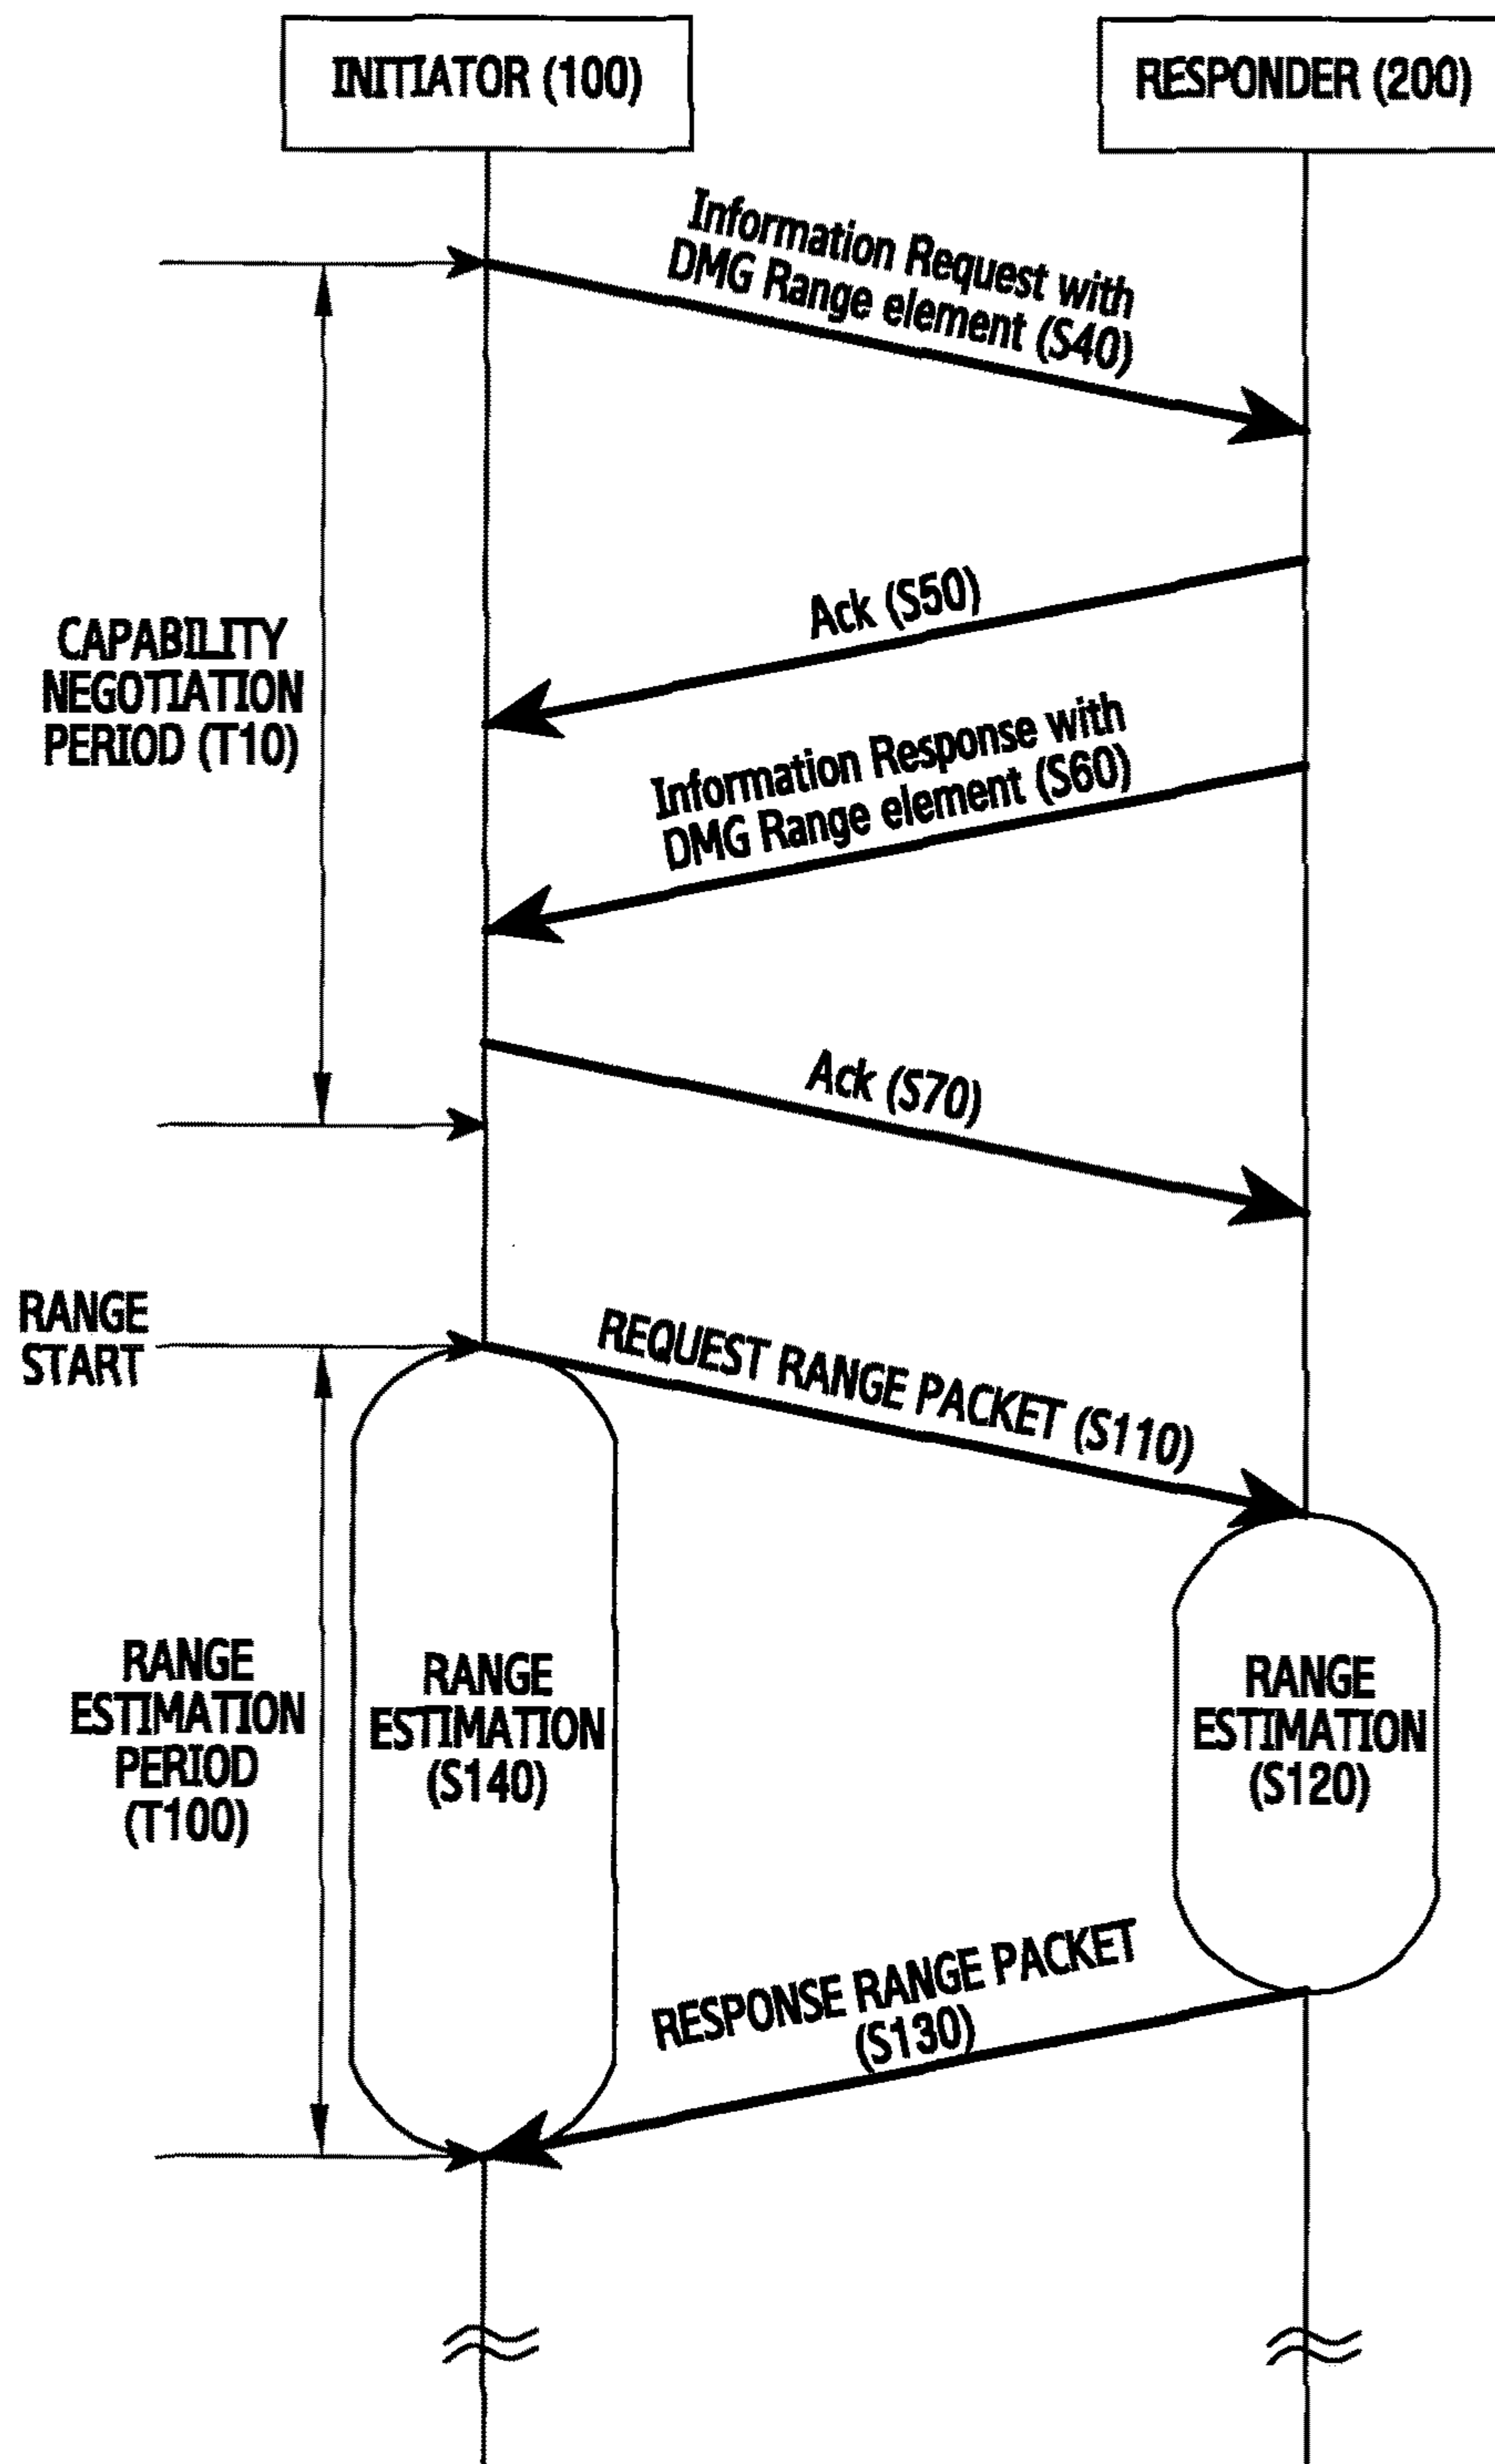 INITIATOR (100)
RESPONDER (200)
Information Request with
DMG Range element (S40)
Ack (S50)
CAPABILITY
NEGOTIATION
PERIOD (T10)
Information Response with
DMG Range element (S60)
Ack (S70)
RANGE
START
REQUEST RANGE PACKET (S110)
RANGE
ESTIMATION
PERIOD
(T100)
RANGE
ESTIMATION
(S140)
RANGE
ESTIMATION
(S120)
RESPONSE RANGE PACKET
(S130)